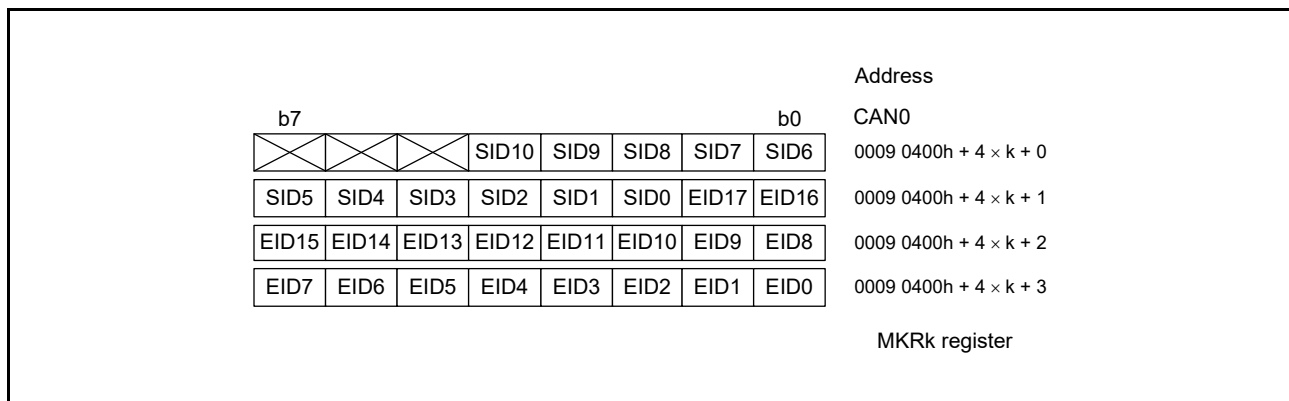 Address
b7 b0 CAN0
SID10 SID9 SID8 SID7 SID6 0009 0400h + 4 × k + 0
SID5 SID4 SID3 SID2 SID1 SID0 EID17 EID16 0009 0400h + 4 × k + 1
EID15 EID14 EID13 EID12 EID11 EID10 EID9 EID8 0009 0400h + 4 × k + 2
EID7 EID6 EID5 EID4 EID3 EID2 EID1 EID0 0009 0400h + 4 × k + 3
MKRk register